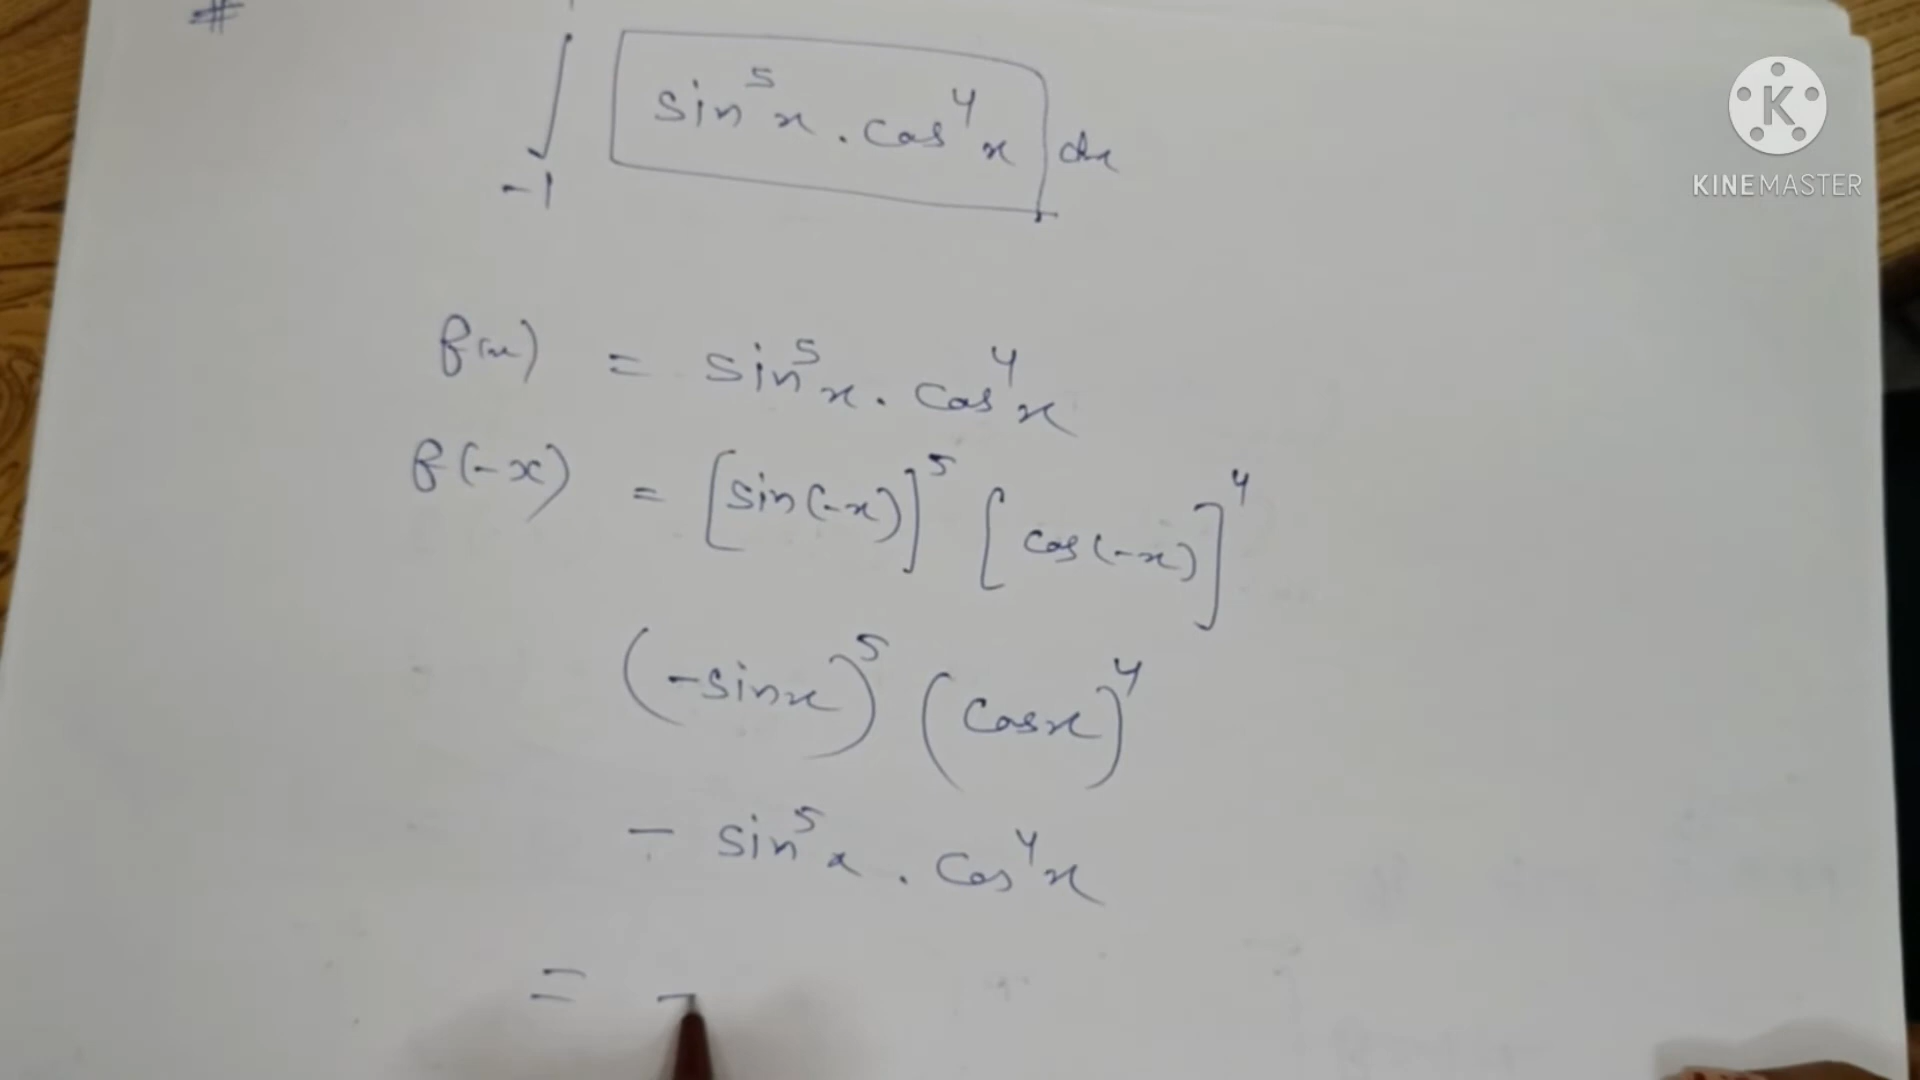 #
∫ sin⁵x . cos⁴x dx
-1
f(x) = sin⁵x . cos⁴x
f(-x) = [sin(-x)]⁵ [cos(-x)]⁴
(-sinx)⁵ (cosx)⁴
- sin⁵x . cos⁴x
= -
K
KINEMASTER